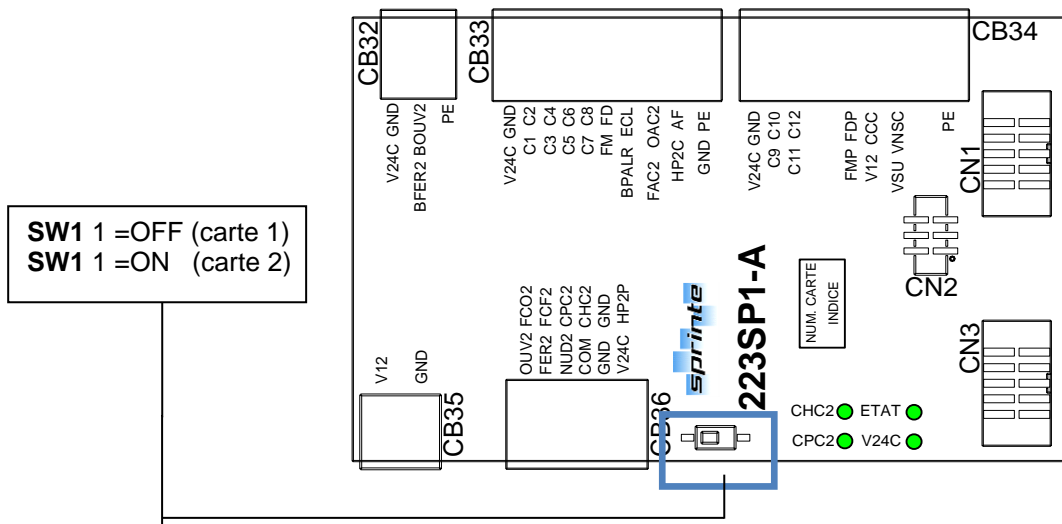 CB32
CB33
CB34
V24C GND
BFER2 BOUV2
PE
V24C GND
C1 C2
C3 C4
C5 C6
C7 C8
FM FD
BPALR ECL
FAC2 OAC2
HP2C AF
GND PE
V24C GND
C9 C10
C11 C12
FMP FDP
V12 CCC
VSU VNSC
PE
CN1
SW1 1 =OFF (carte 1)
SW1 1 =ON (carte 2)
CN2
V12
GND
CB35
OUV2 FCO2
FER2 FCF2
NUD2 CPC2
COM CHC2
GND GND
V24C HP2P
CB36
sprinte
223SP1-A
NUM. CARTE
INDICE
CN3
CHC2 ETAT
CPC2 V24C